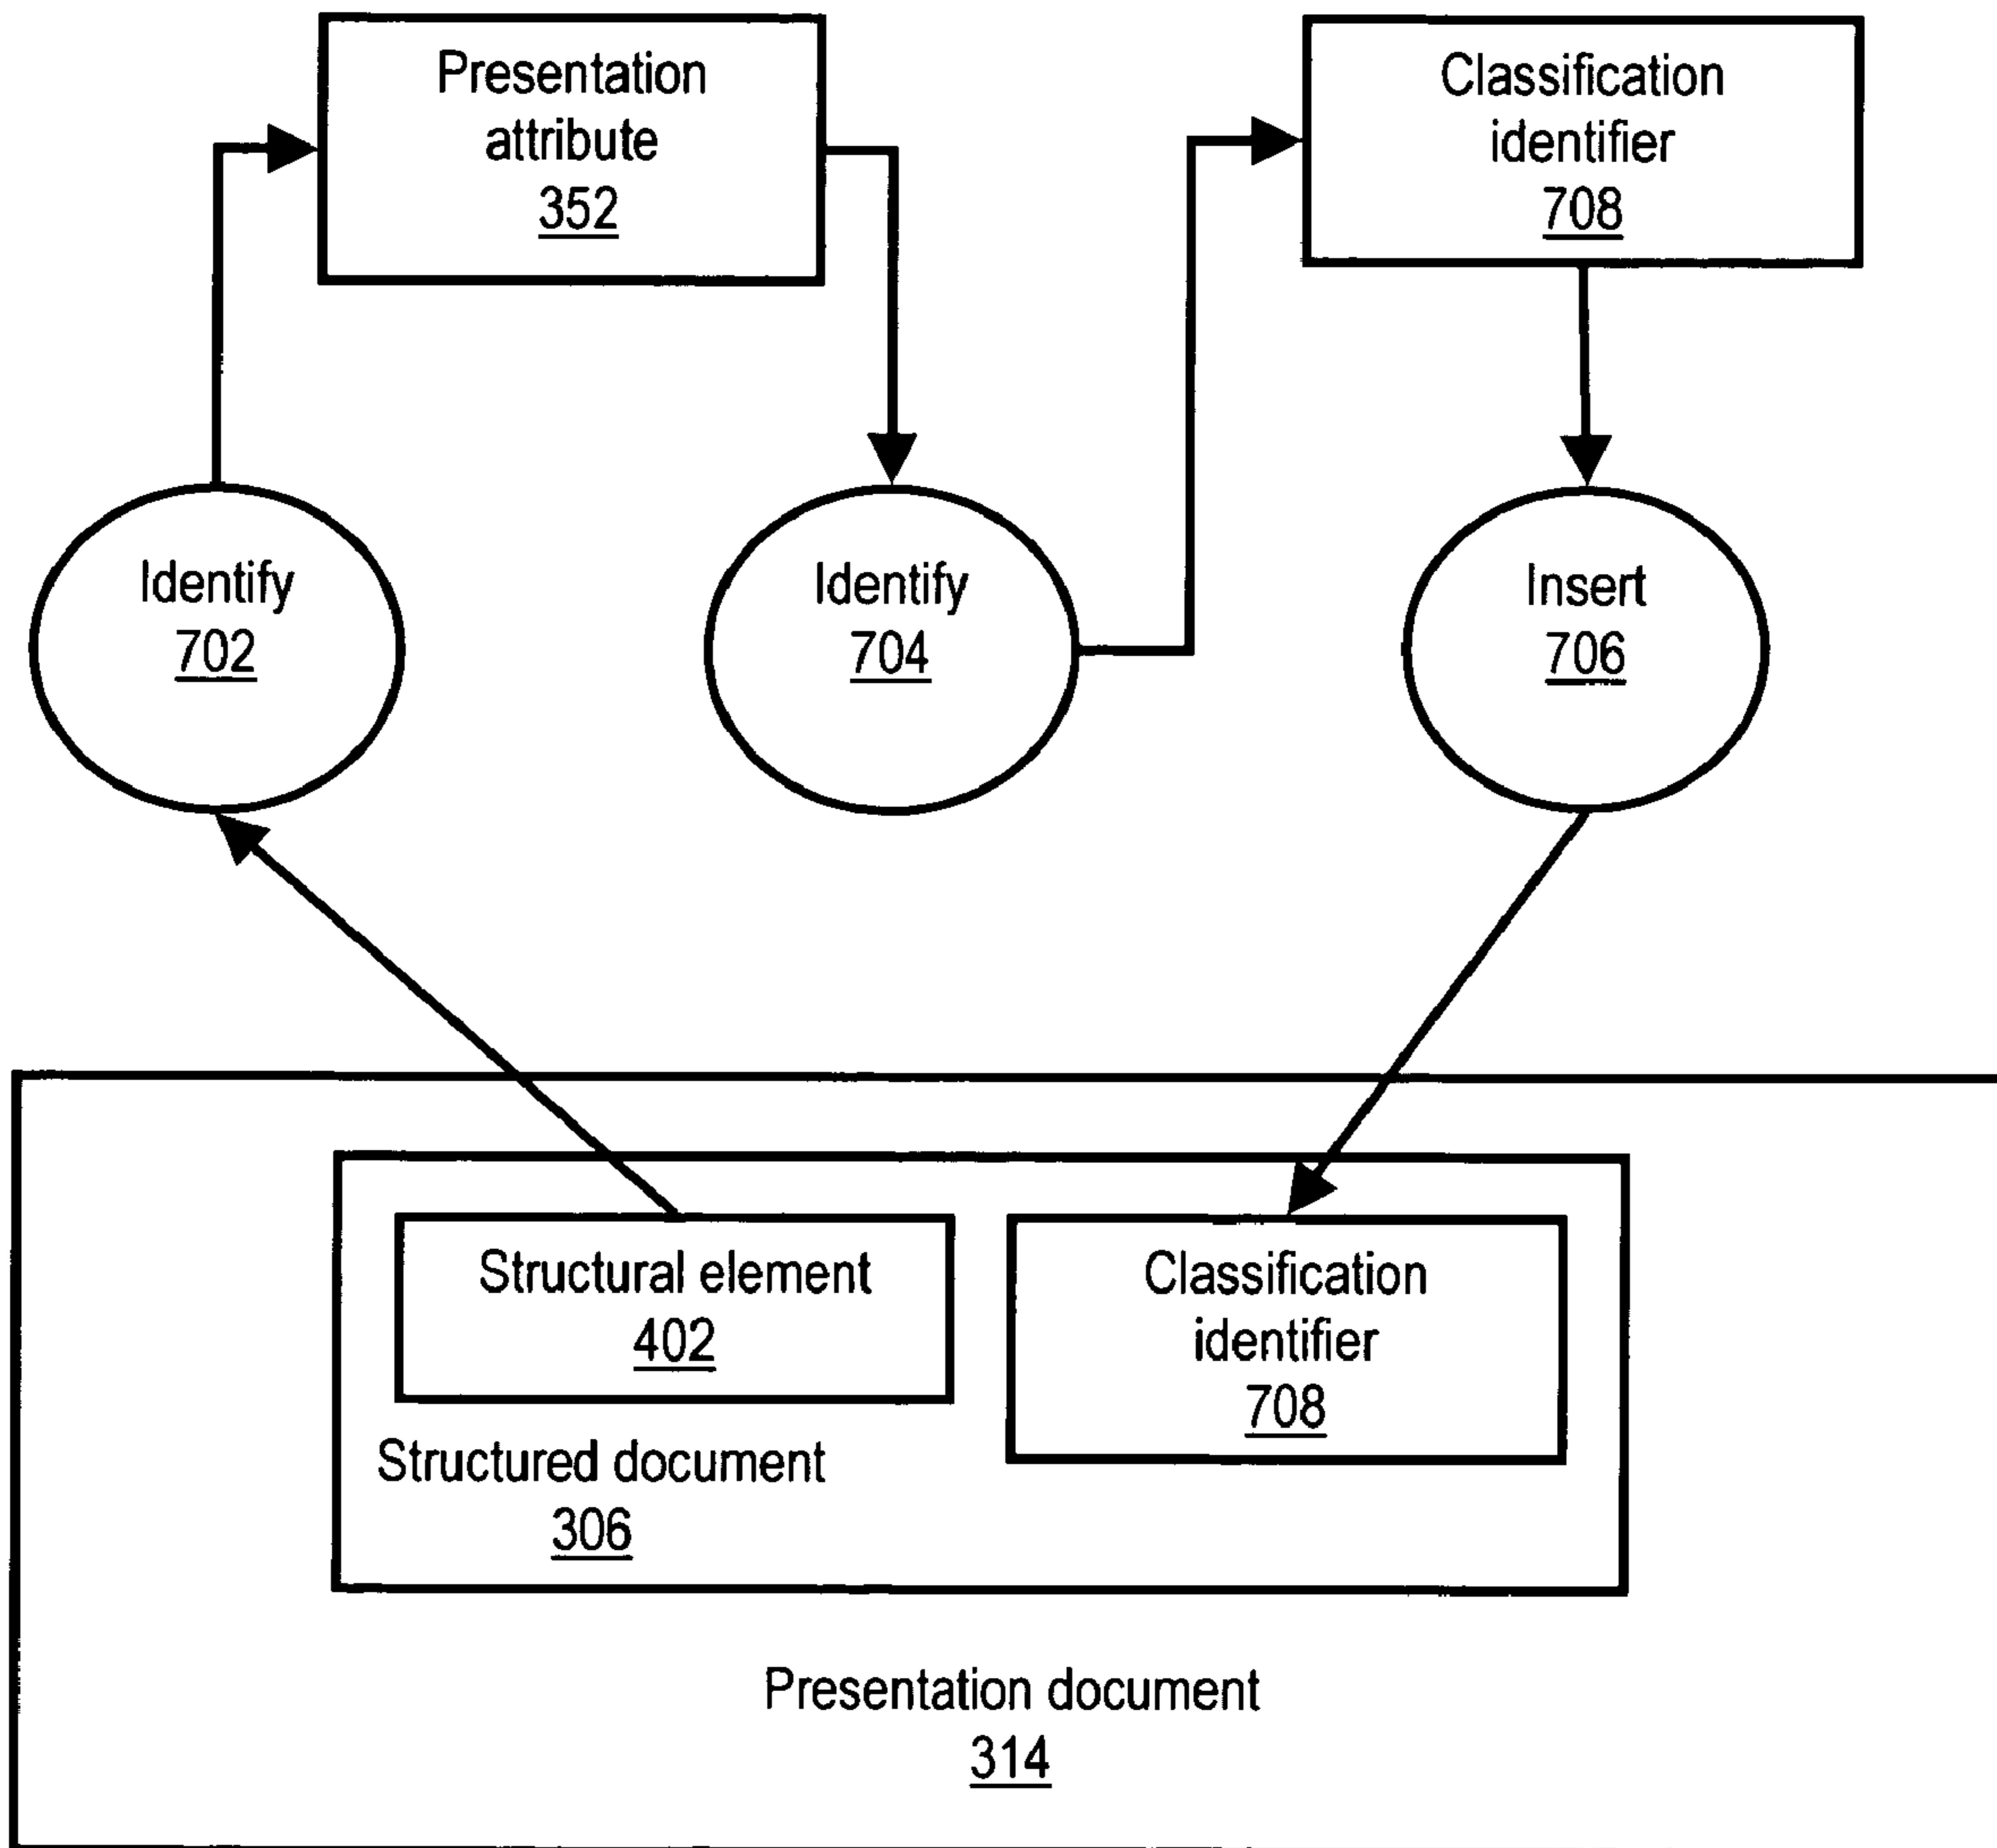 Presentation
attribute
352
Classification
identifier
708
Identify
702
Identify
704
Insert
706
Structural element
402
Classification
identifier
708
Structured document
306
Presentation document
314